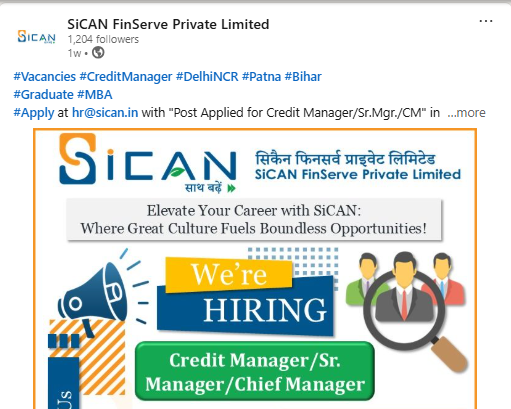 SiCAN
SiCAN FinServe Private Limited
1,204 followers
1w •
#Vacancies #CreditManager #DelhiNCR #Patna #Bihar
#Graduate #MBA
#Apply at hr@sican.in with "Post Applied for Credit Manager/Sr.Mgr./CM" in ...more
SiCAN
साथ बढ़ें
सिकैन फिनसर्व प्राइवेट लिमिटेड
SiCAN FinServe Private Limited
Elevate Your Career with SiCAN:
Where Great Culture Fuels Boundless Opportunities!
We're
HIRING
Credit Manager/Sr.
Manager/Chief Manager
Us